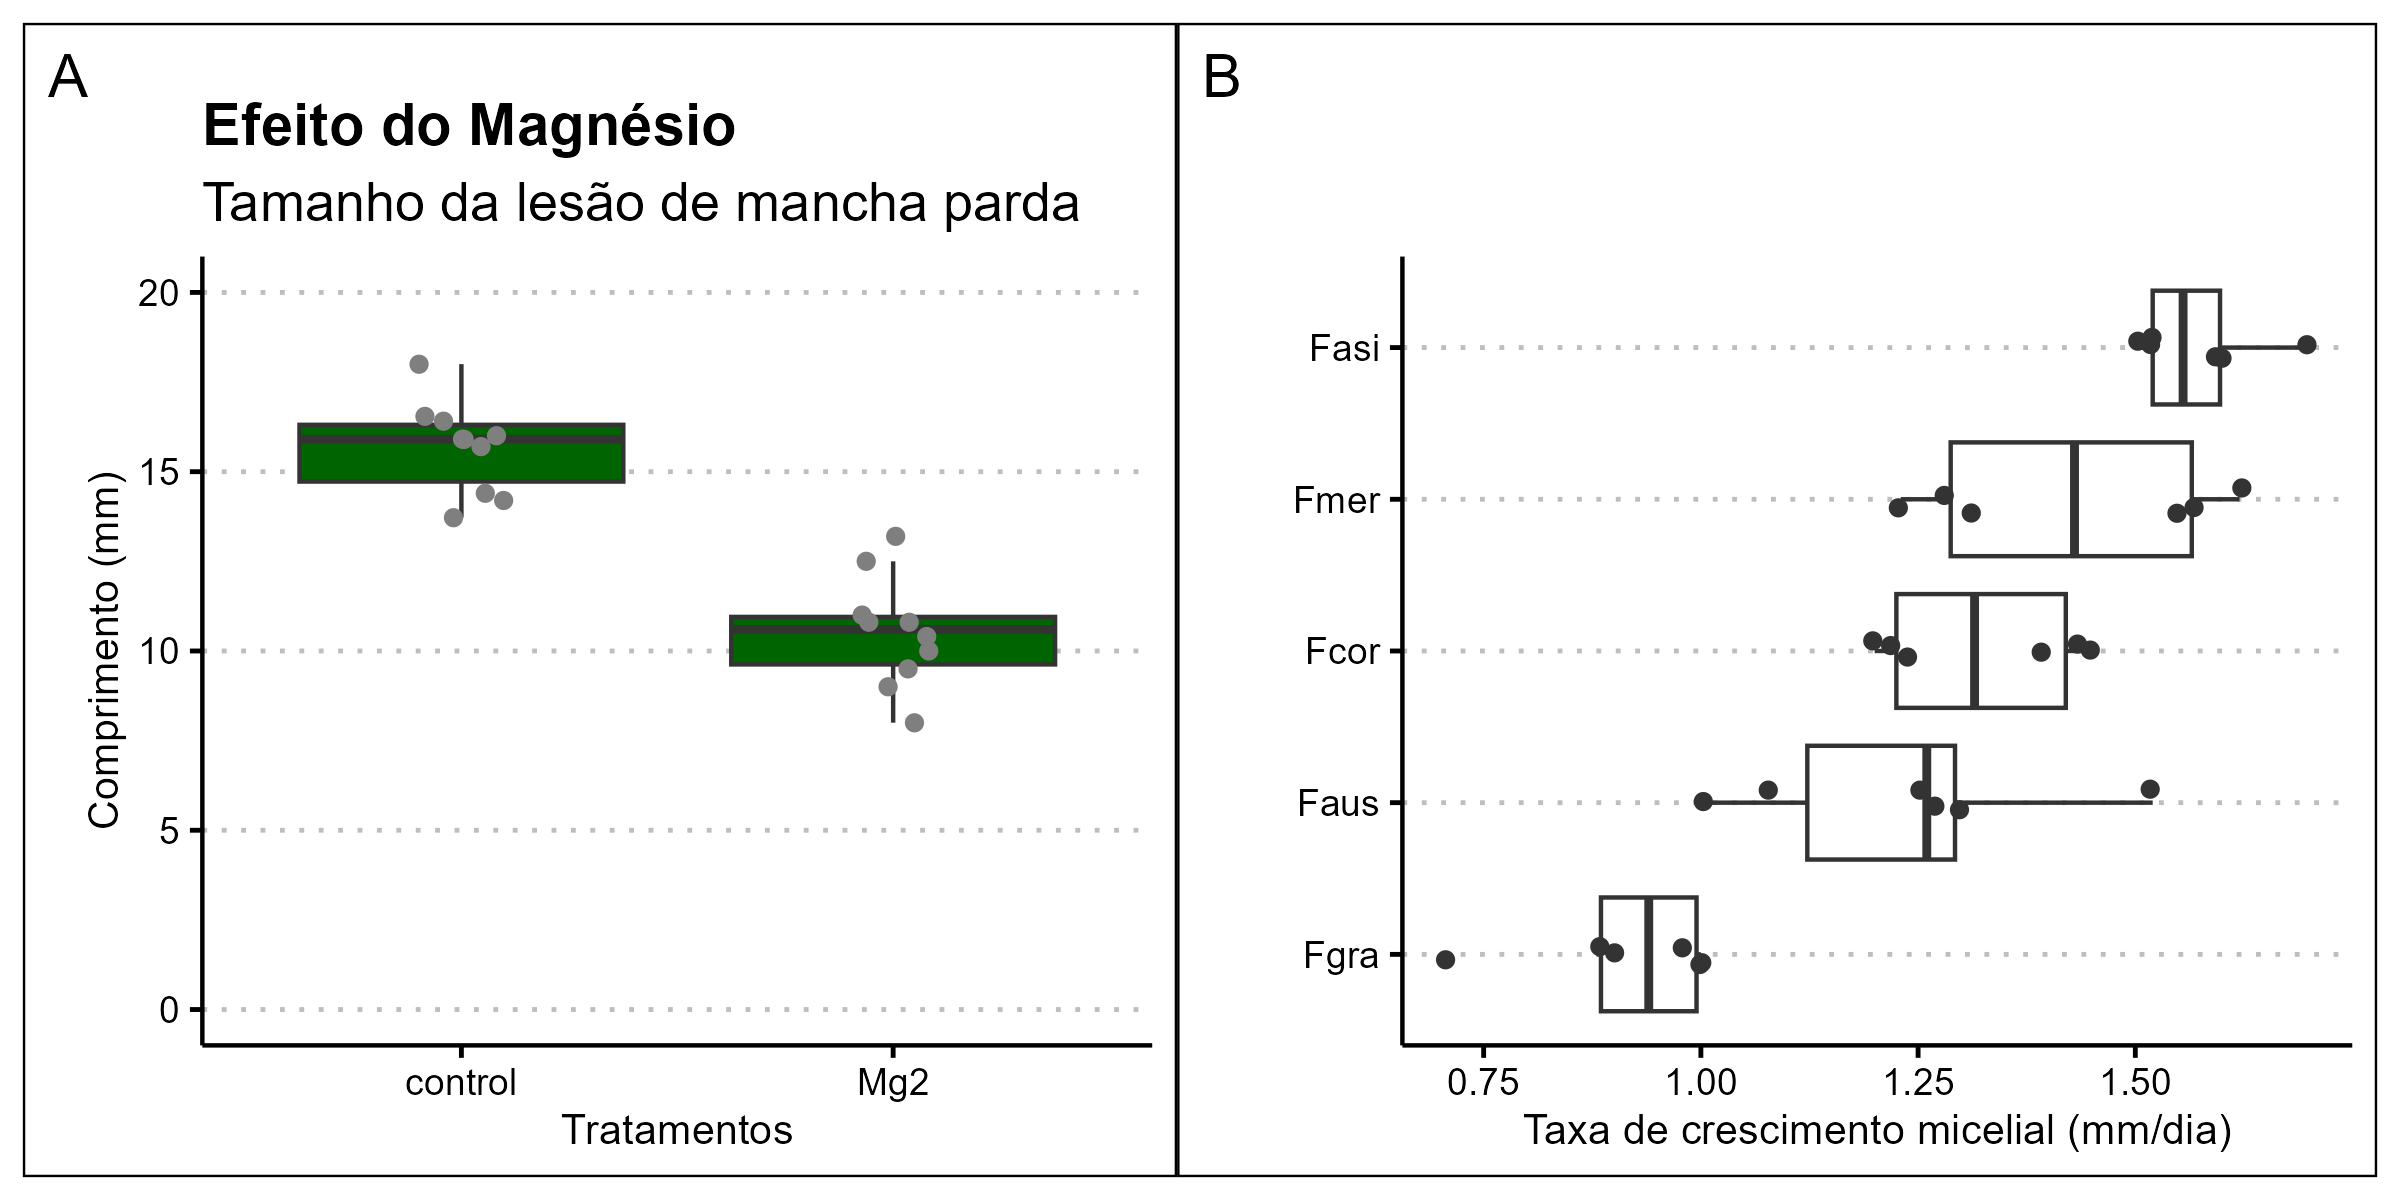 A
Efeito do Magnésio
Tamanho da lesão de mancha parda
Comprimento (mm)
20
15
10
5
0
control Mg2
Tratamentos
B
Fasi
Fmer
Fcor
Faus
Fgra
0.75 1.00 1.25 1.50
Taxa de crescimento micelial (mm/dia)